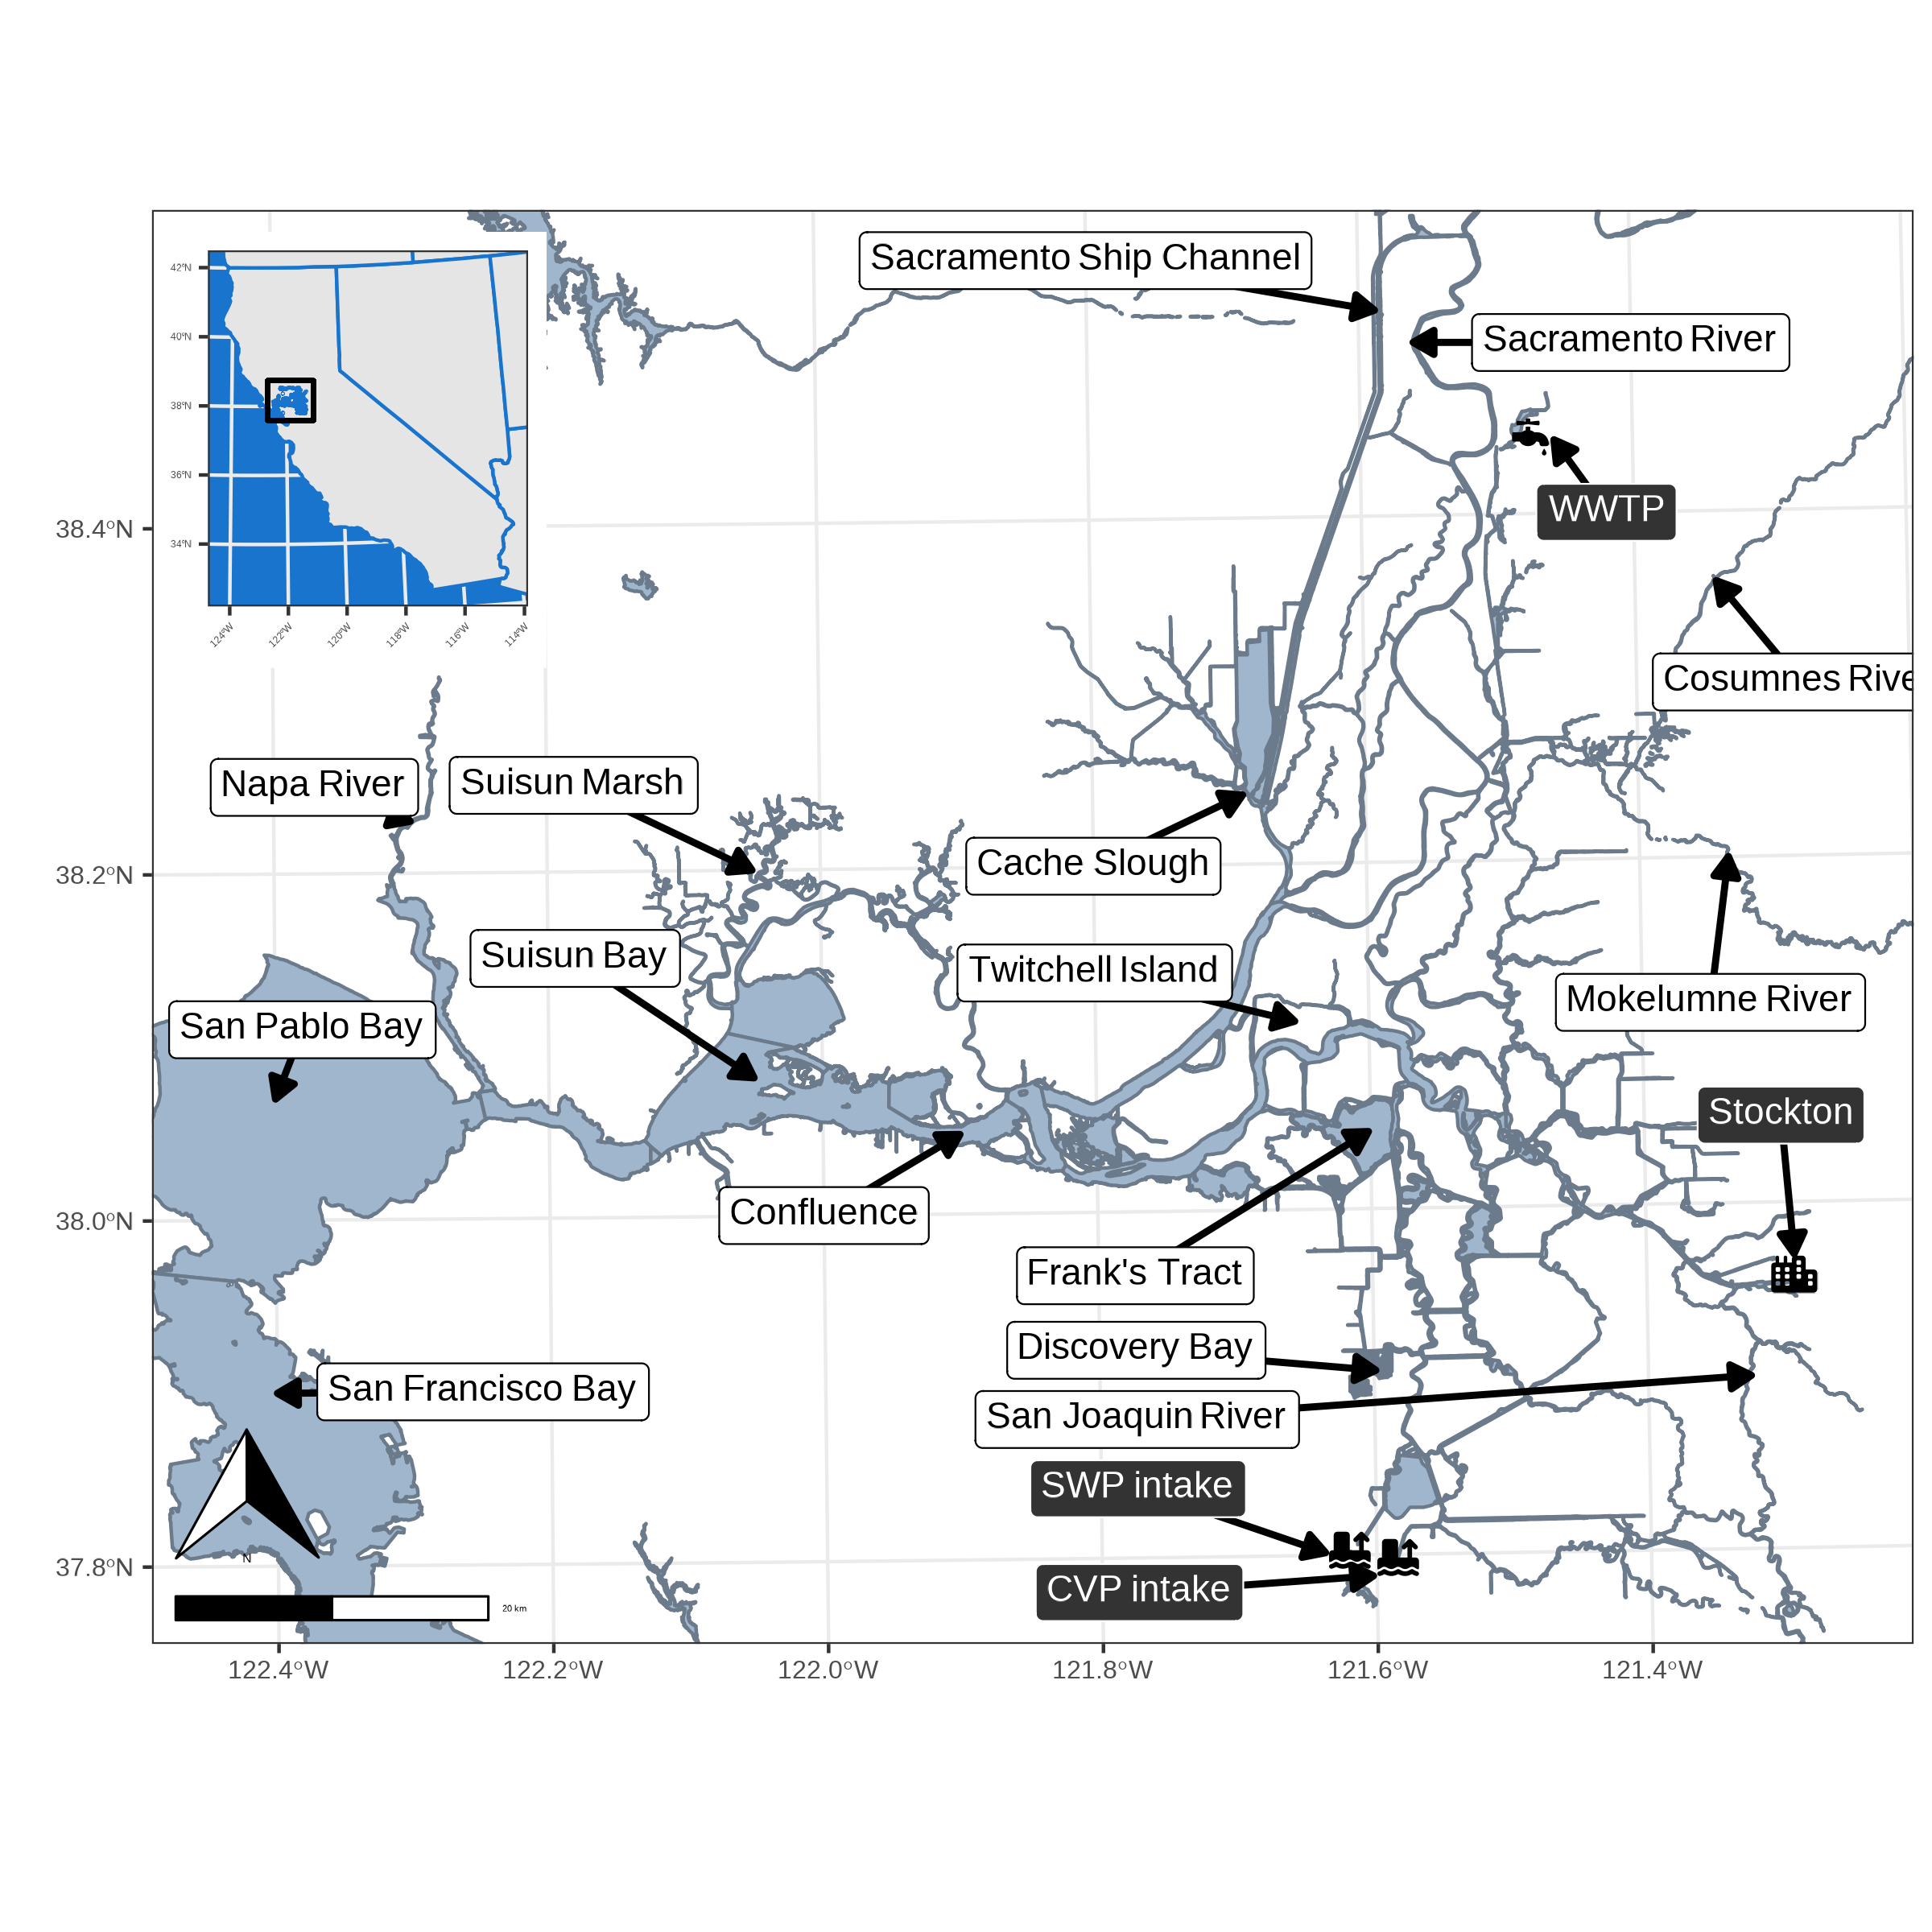 Sacramento Ship Channel
42°N
Sacramento River
40°N
38°N
36°N
WWTP
38.4°N
34°N
124°W
122°W
120°W
118°W
116°W
114°W
Cosumnes Rive
Napa River
Suisun Marsh
Cache Slough
38.2°N
Suisun Bay
Twitchell Island
Mokelumne River
San Pablo Bay
Stockton
Confluence
38.0°N
Frank's Tract
Discovery Bay
San Francisco Bay
San Joaquin River
SWP intake
N
37.8°N
CVP intake
20 km
122.4°W
122.2°W
122.0°W
121.8°W
121.6°W
121.4°W